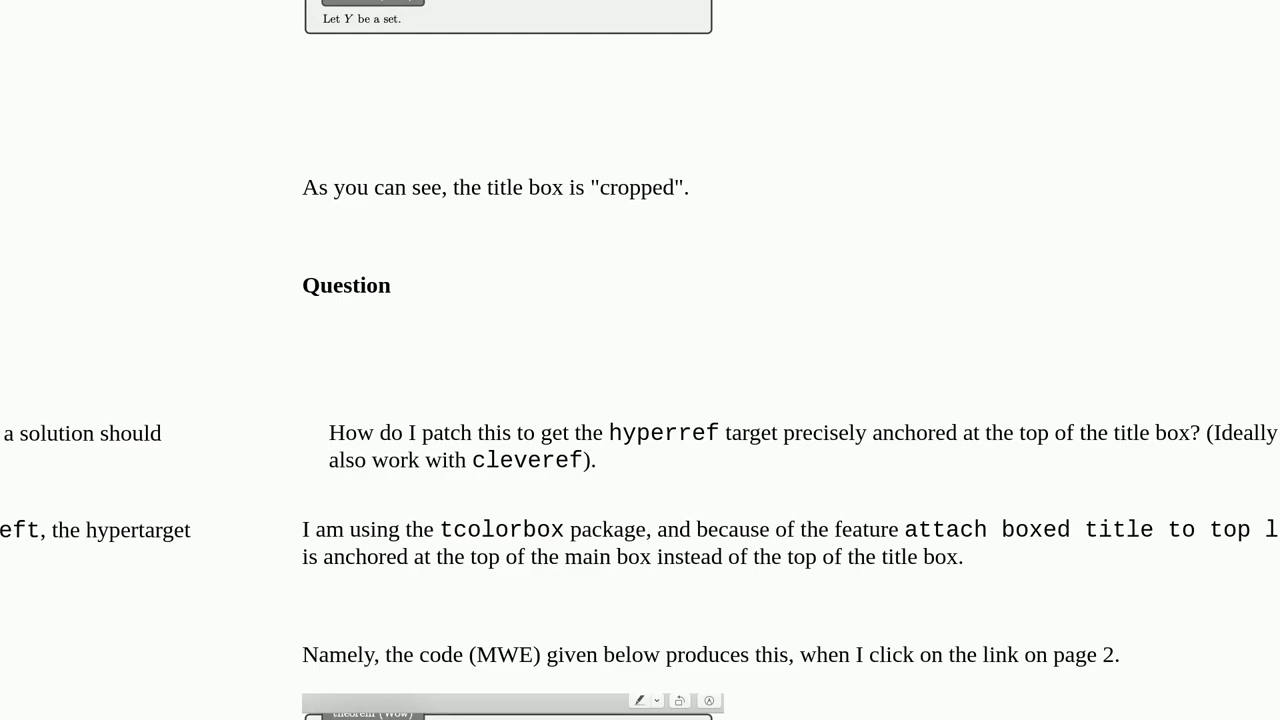 Let Y be a set.
As you can see, the title box is "cropped".
Question
a solution should
How do I patch this to get the hyperref target precisely anchored at the top of the title box? (Ideally
also work with cleveref).
eft, the hypertarget
I am using the tcolorbox package, and because of the feature attach boxed title to top l
is anchored at the top of the main box instead of the top of the title box.
Namely, the code (MWE) given below produces this, when I click on the link on page 2.
theorem (Wow)